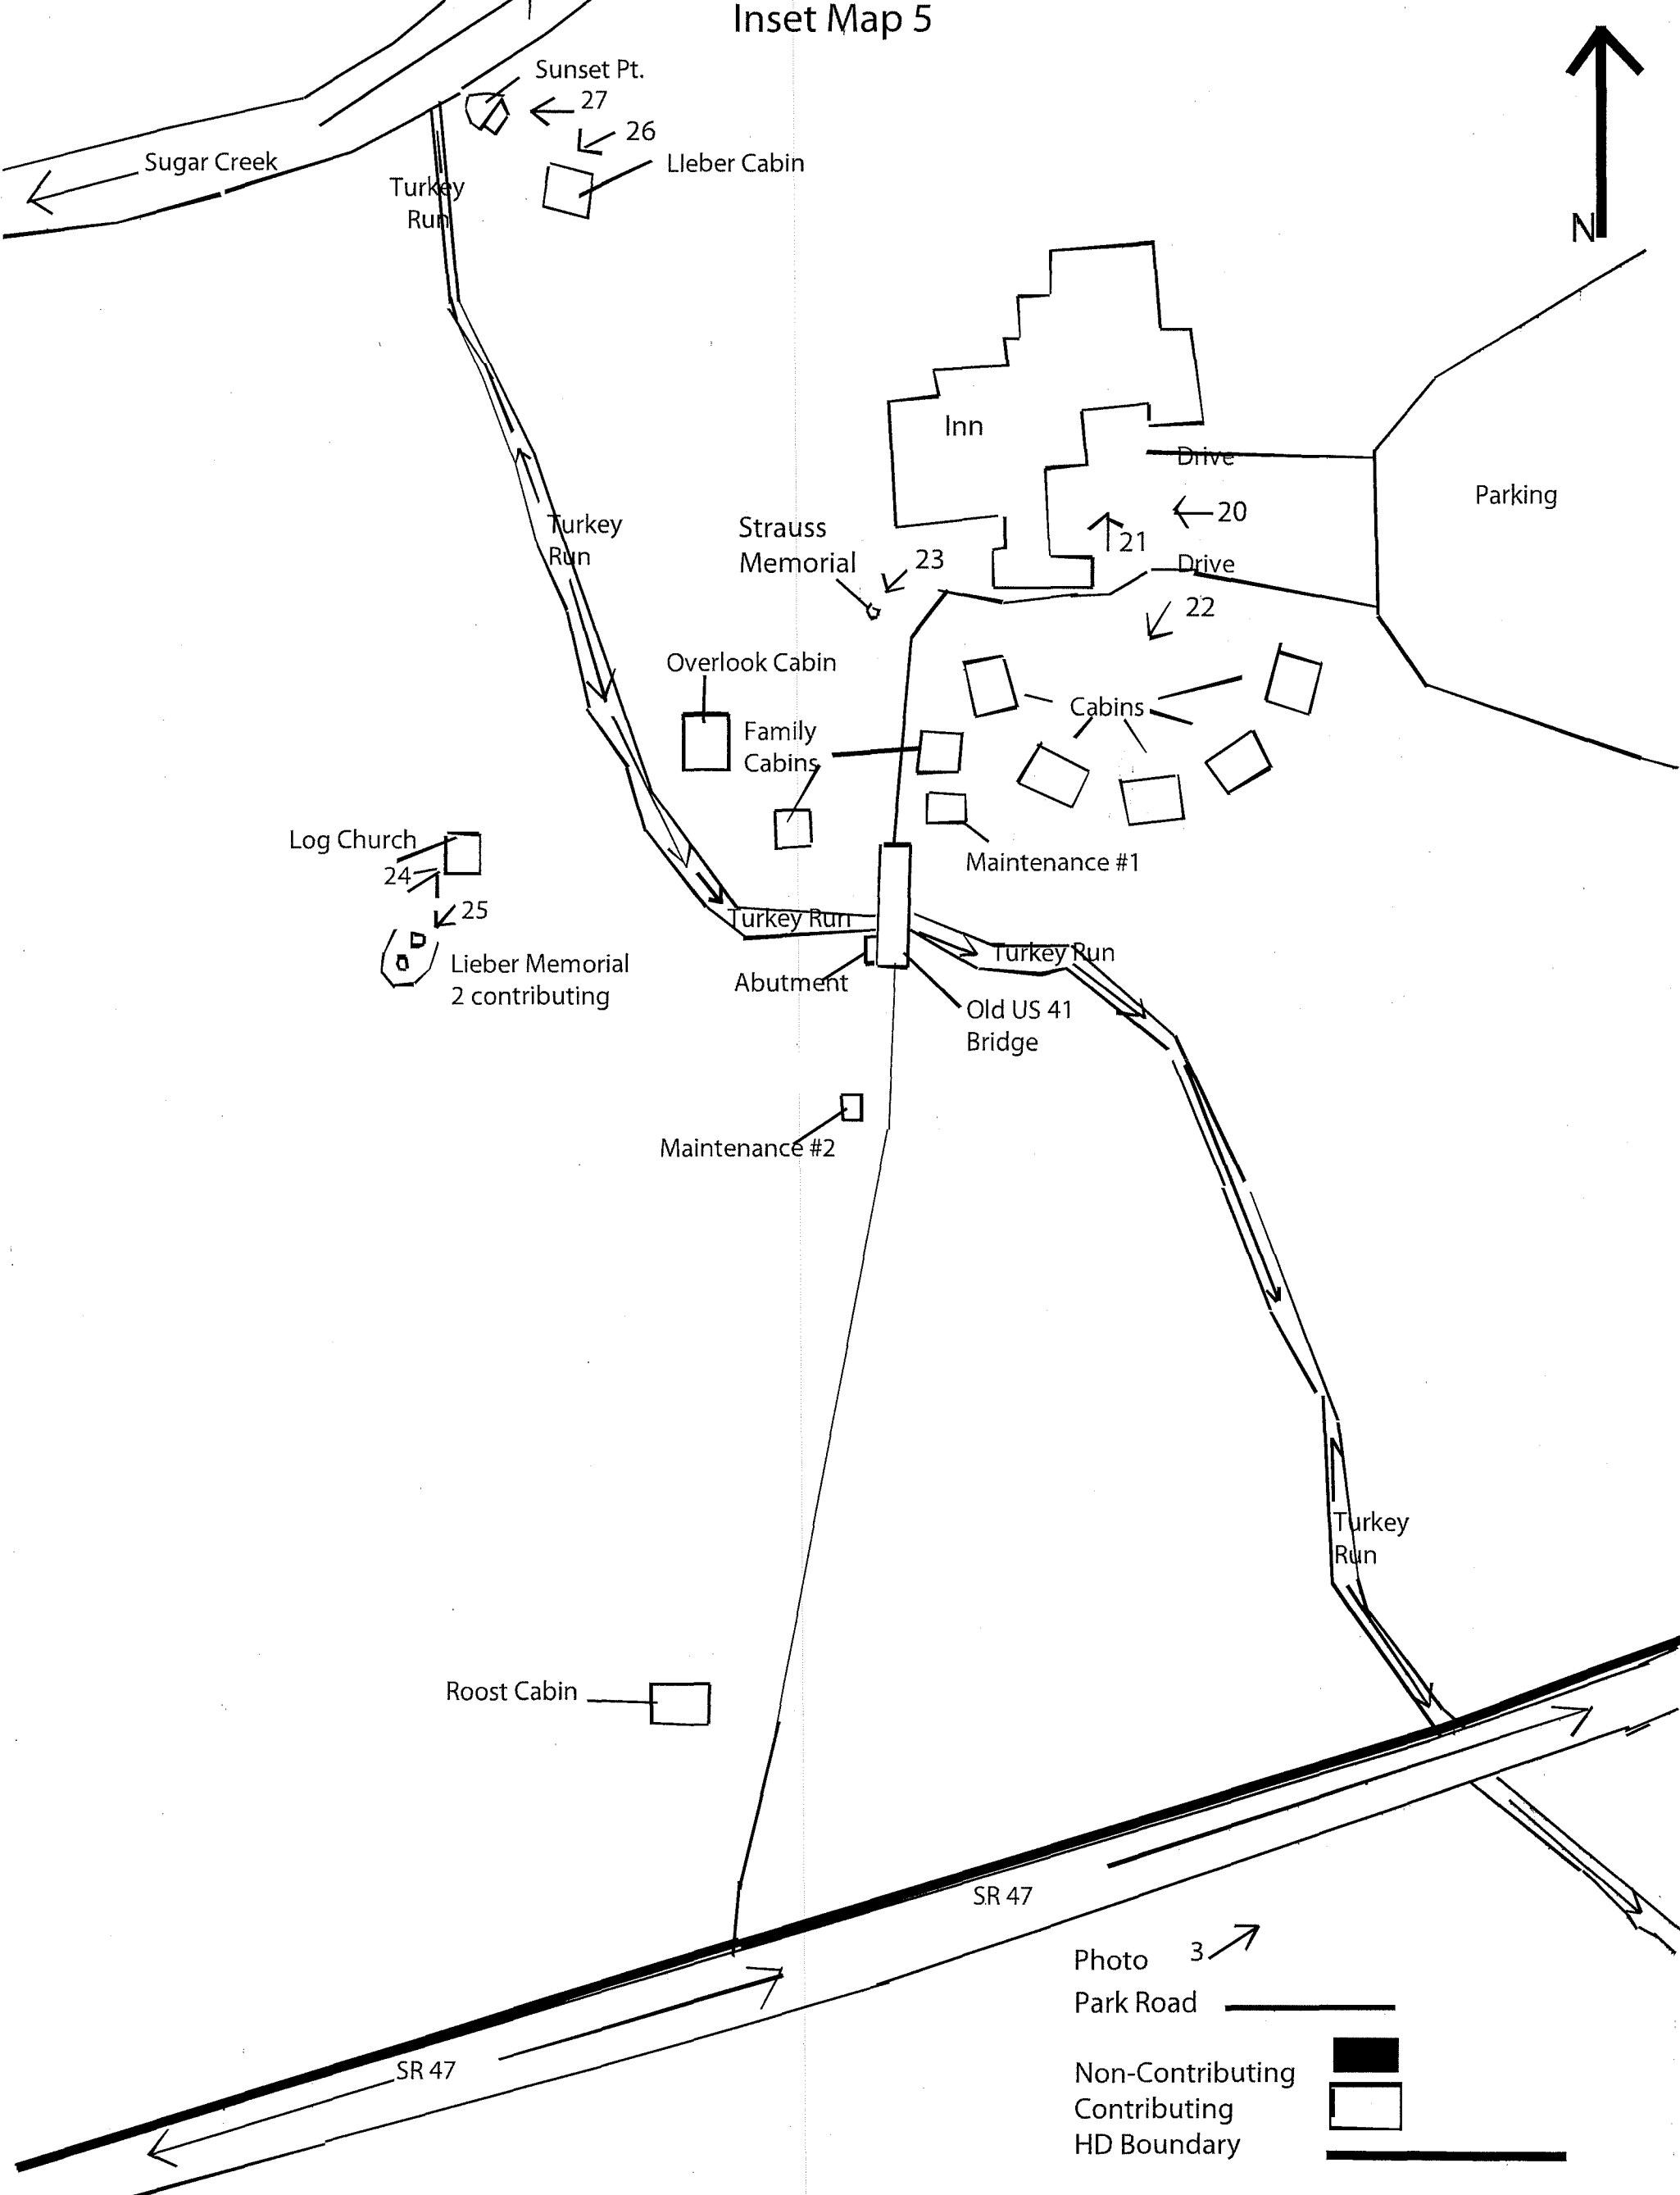 Inset Map 5
Sunset Pt.
27
26
Lleber Cabin
Sugar Creek
Turkey
Run
N
Inn
Drive
Parking
20
21
Turkey
Run
Strauss
Memorial
23
Drive
22
Overlook Cabin
Cabins
Family
Cabins
Log Church
24
Maintenance #1
25
Turkey Run
Turkey Run
Lieber Memorial
2 contributing
Abutment
Old US 41
Bridge
Maintenance #2
Turkey
Run
Roost Cabin
SR 47
SR 47
Photo 3
Park Road
Non-Contributing
Contributing
HD Boundary